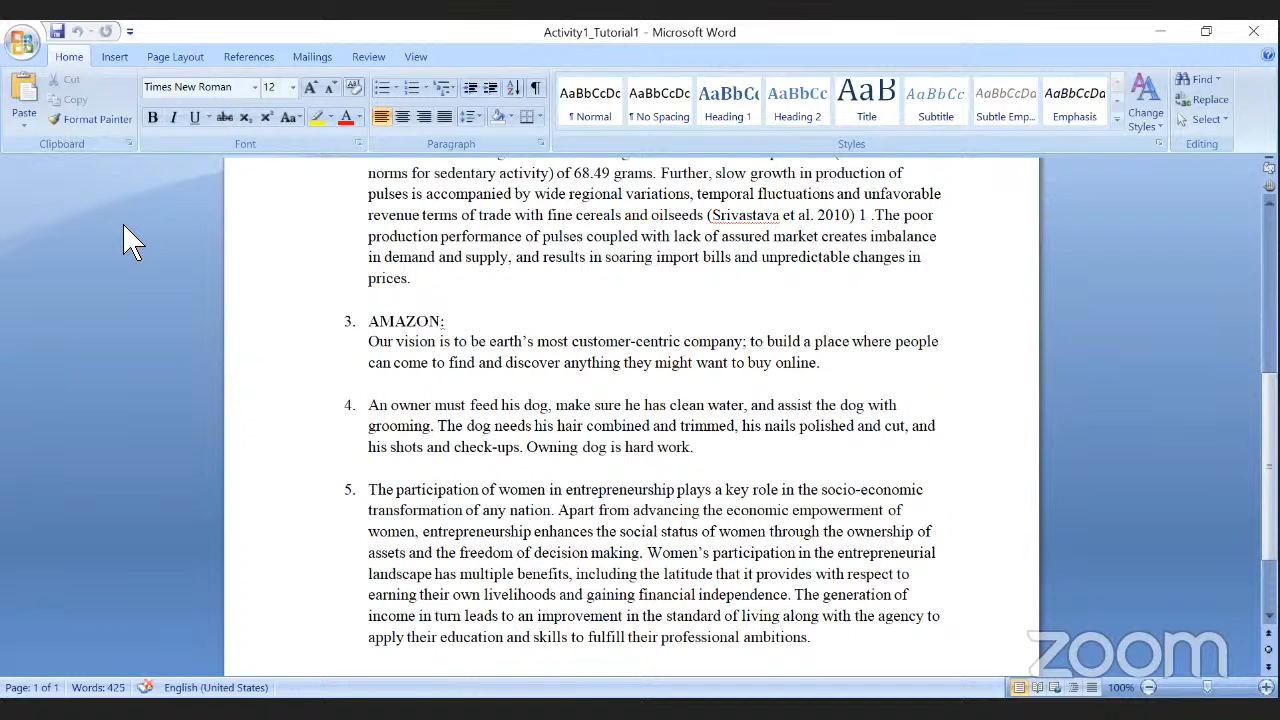 Activity1_Tutorial1 - Microsoft Word
Home Insert Page Layout References Mailings Review View
Paste Cut Copy Format Painter
Clipboard
Times New Roman 12
B I U abc x₂ x² Aa A
Font
Paragraph
AaBbCcDc AaBbCcDc AaBbCc AaBbCc AaB AaBbCc AaBbCcDa AaBbCcDc
¶ Normal ¶ No Spacing Heading 1 Heading 2 Title Subtitle Subtle Emp... Emphasis
Change Styles
Styles
Find
Replace
Select
Editing
norms for sedentary activity) of 68.49 grams. Further, slow growth in production of
pulses is accompanied by wide regional variations, temporal fluctuations and unfavorable
revenue terms of trade with fine cereals and oilseeds (Srivastava et al. 2010) 1 .The poor
production performance of pulses coupled with lack of assured market creates imbalance
in demand and supply, and results in soaring import bills and unpredictable changes in
prices.
3. AMAZON:
Our vision is to be earth’s most customer-centric company; to build a place where people
can come to find and discover anything they might want to buy online.
4. An owner must feed his dog, make sure he has clean water, and assist the dog with
grooming. The dog needs his hair combined and trimmed, his nails polished and cut, and
his shots and check-ups. Owning dog is hard work.
5. The participation of women in entrepreneurship plays a key role in the socio-economic
transformation of any nation. Apart from advancing the economic empowerment of
women, entrepreneurship enhances the social status of women through the ownership of
assets and the freedom of decision making. Women’s participation in the entrepreneurial
landscape has multiple benefits, including the latitude that it provides with respect to
earning their own livelihoods and gaining financial independence. The generation of
income in turn leads to an improvement in the standard of living along with the agency to
apply their education and skills to fulfill their professional ambitions.
zoom
Page: 1 of 1 Words: 425 English (United States) 100%